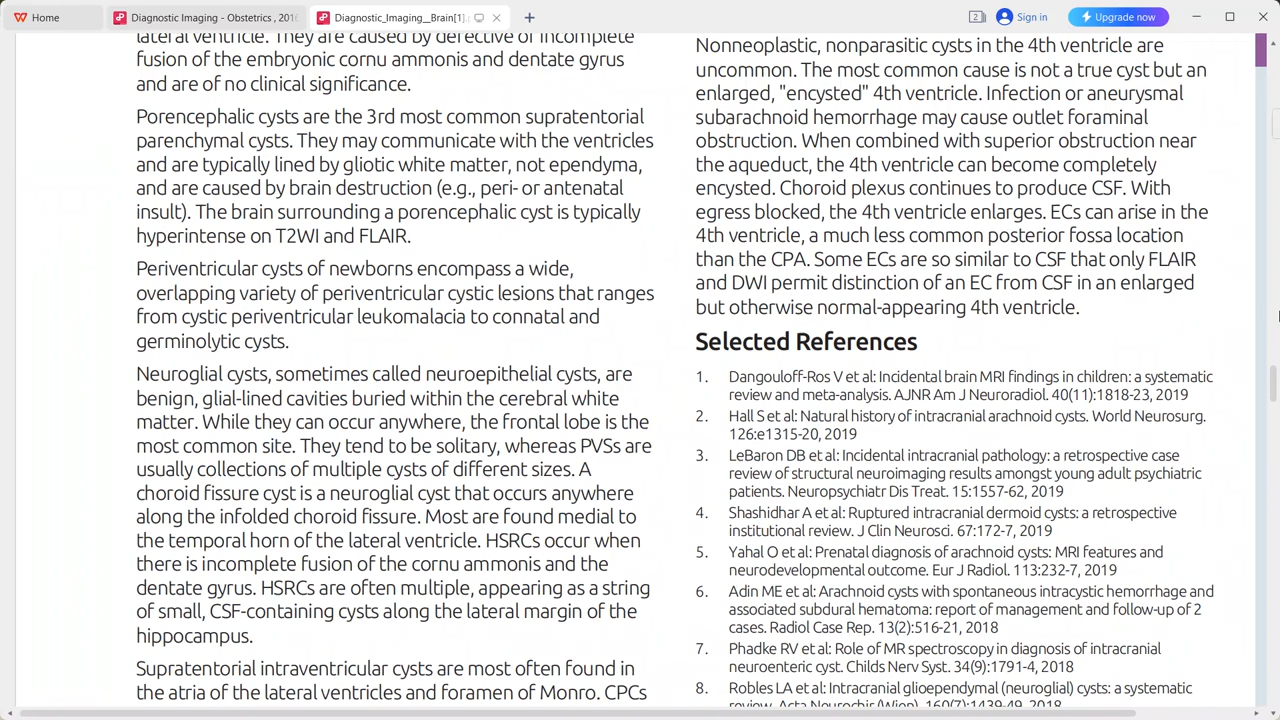 Home
Diagnostic Imaging - Obstetrics , 201
Diagnostic_Imaging__Brain[1].
2
Sign in
Upgrade now
lateral ventricle. They are caused by defective or incomplete
fusion of the embryonic cornu ammonis and dentate gyrus
and are of no clinical significance.
Porencephalic cysts are the 3rd most common supratentorial
parenchymal cysts. They may communicate with the ventricles
and are typically lined by gliotic white matter, not ependyma,
and are caused by brain destruction (e.g., peri- or antenatal
insult). The brain surrounding a porencephalic cyst is typically
hyperintense on T2WI and FLAIR.
Periventricular cysts of newborns encompass a wide,
overlapping variety of periventricular cystic lesions that ranges
from cystic periventricular leukomalacia to connatal and
germinolytic cysts.
Neuroglial cysts, sometimes called neuroepithelial cysts, are
benign, glial-lined cavities buried within the cerebral white
matter. While they can occur anywhere, the frontal lobe is the
most common site. They tend to be solitary, whereas PVSs are
usually collections of multiple cysts of different sizes. A
choroid fissure cyst is a neuroglial cyst that occurs anywhere
along the infolded choroid fissure. Most are found medial to
the temporal horn of the lateral ventricle. HSRCs occur when
there is incomplete fusion of the cornu ammonis and the
dentate gyrus. HSRCs are often multiple, appearing as a string
of small, CSF-containing cysts along the lateral margin of the
hippocampus.
Supratentorial intraventricular cysts are most often found in
the atria of the lateral ventricles and foramen of Monro. CPCs
Nonneoplastic, nonparasitic cysts in the 4th ventricle are
uncommon. The most common cause is not a true cyst but an
enlarged, "encysted" 4th ventricle. Infection or aneurysmal
subarachnoid hemorrhage may cause outlet foraminal
obstruction. When combined with superior obstruction near
the aqueduct, the 4th ventricle can become completely
encysted. Choroid plexus continues to produce CSF. With
egress blocked, the 4th ventricle enlarges. ECs can arise in the
4th ventricle, a much less common posterior fossa location
than the CPA. Some ECs are so similar to CSF that only FLAIR
and DWI permit distinction of an EC from CSF in an enlarged
but otherwise normal-appearing 4th ventricle.
Selected References
1. Dangouloff-Ros V et al: Incidental brain MRI findings in children: a systematic
review and meta-analysis. AJNR Am J Neuroradiol. 40(11):1818-23, 2019
2. Hall S et al: Natural history of intracranial arachnoid cysts. World Neurosurg.
126:e1315-20, 2019
3. LeBaron DB et al: Incidental intracranial pathology: a retrospective case
review of structural neuroimaging results amongst young adult psychiatric
patients. Neuropsychiatr Dis Treat. 15:1557-62, 2019
4. Shashidhar A et al: Ruptured intracranial dermoid cysts: a retrospective
institutional review. J Clin Neurosci. 67:172-7, 2019
5. Yahal O et al: Prenatal diagnosis of arachnoid cysts: MRI features and
neurodevelopmental outcome. Eur J Radiol. 113:232-7, 2019
6. Adin ME et al: Arachnoid cysts with spontaneous intracystic hemorrhage and
associated subdural hematoma: report of management and follow-up of 2
cases. Radiol Case Rep. 13(2):516-21, 2018
7. Phadke RV et al: Role of MR spectroscopy in diagnosis of intracranial
neuroenteric cyst. Childs Nerv Syst. 34(9):1791-4, 2018
8. Robles LA et al: Intracranial glioependymal (neuroglial) cysts: a systematic
review. Acta Neurochir (Wien). 160(7):1439-49, 2018